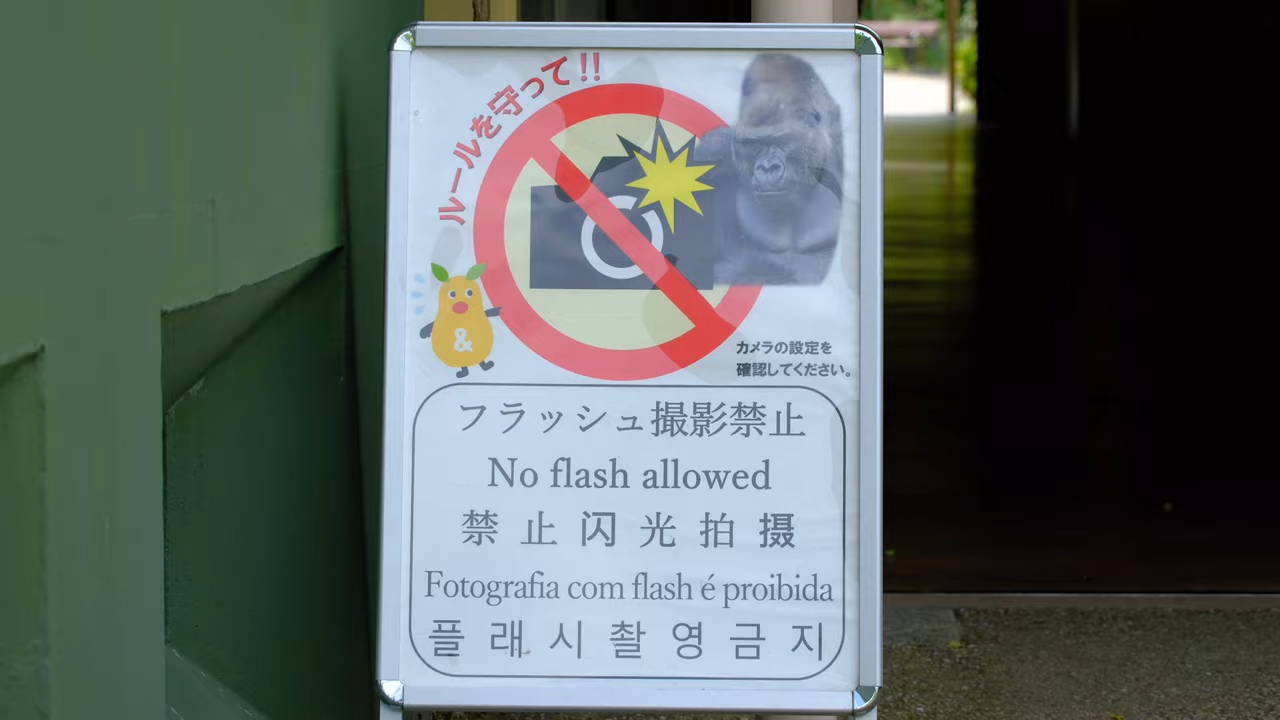 ルールを守って!!
&
カメラの設定を
確認してください。
フラッシュ撮影禁止
No flash allowed
禁止闪光拍摄
Fotografia com flash é proibida
플래시촬영금지